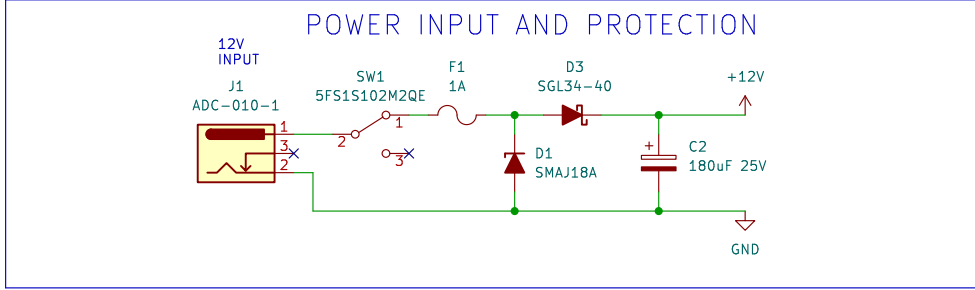 POWER INPUT AND PROTECTION
12V
INPUT
J1
ADC-010-1
1
3
2
SW1
5FS1S102M2QE
1
2
3
F1
1A
D3
SGL34-40
+12V
D1
SMAJ18A
+
C2
180uF 25V
GND